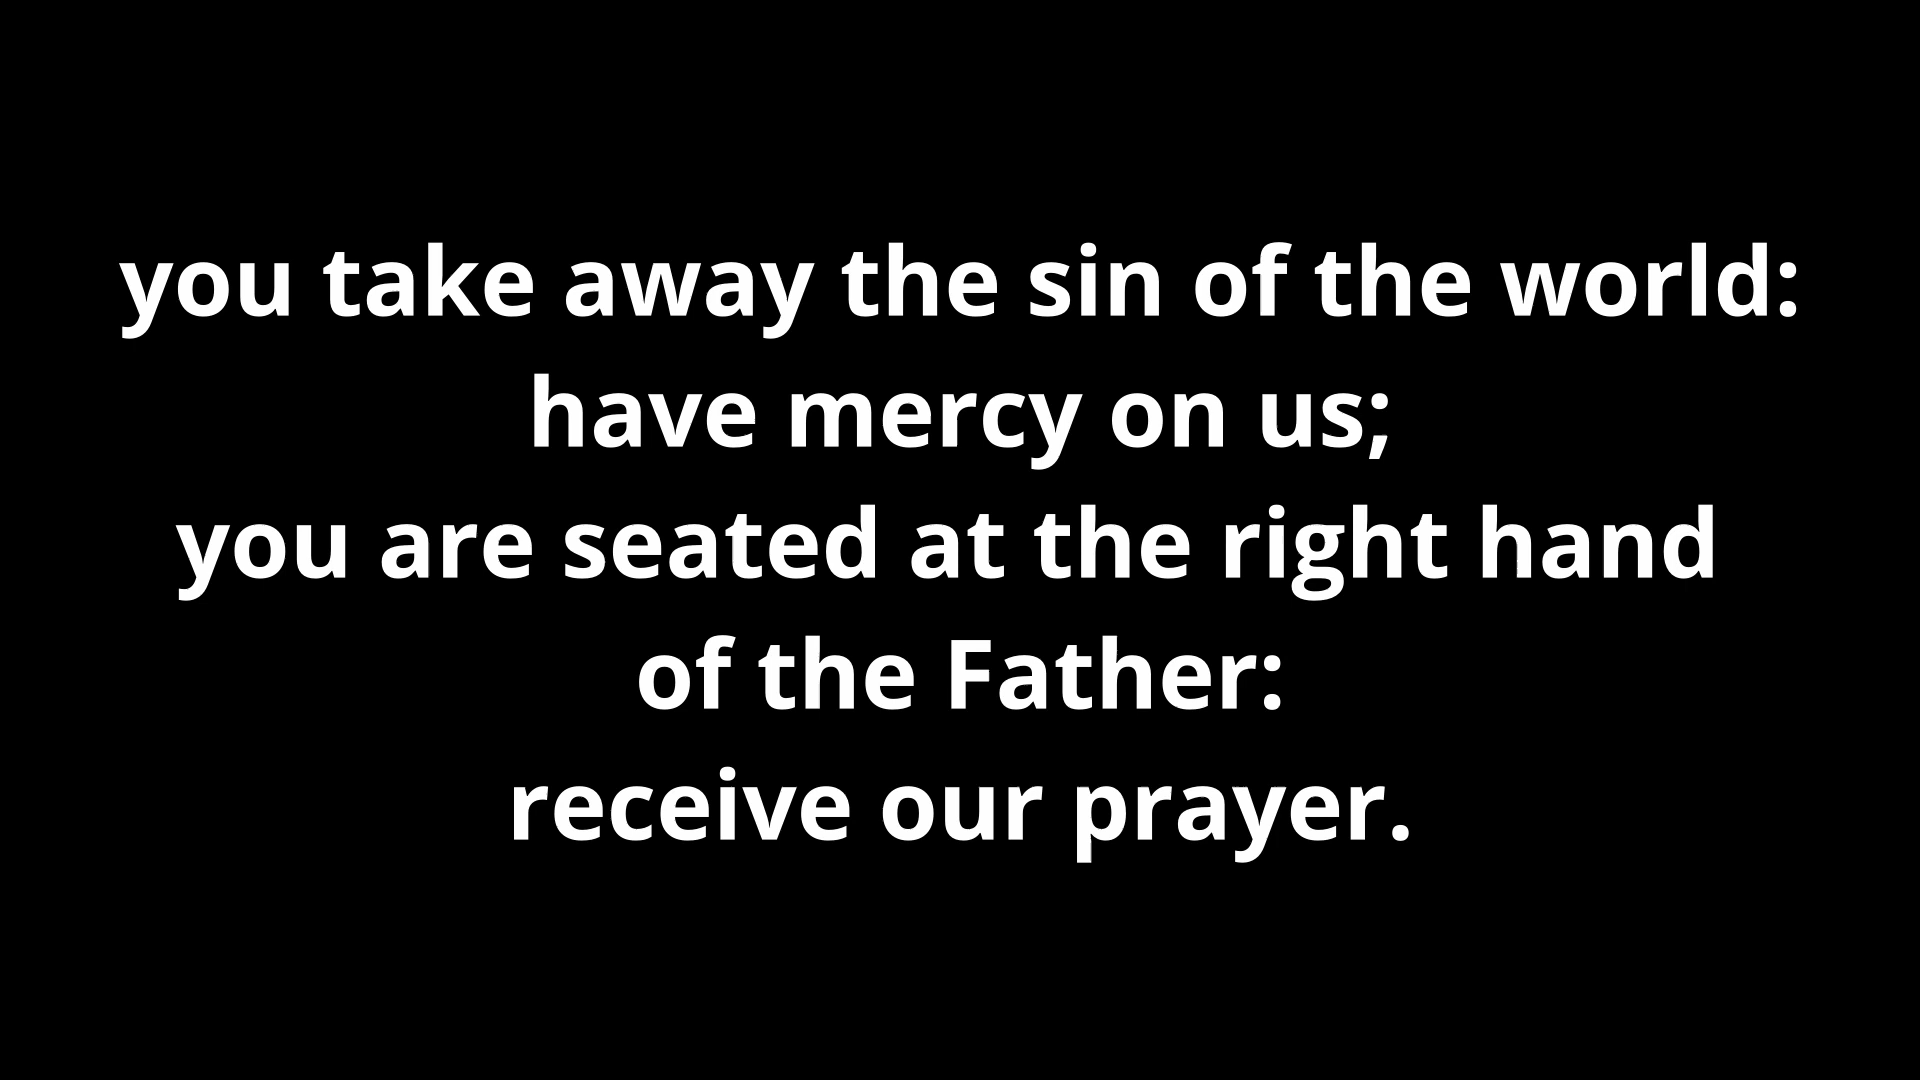 you take away the sin of the world:
have mercy on us;
you are seated at the right hand
of the Father:
receive our prayer.